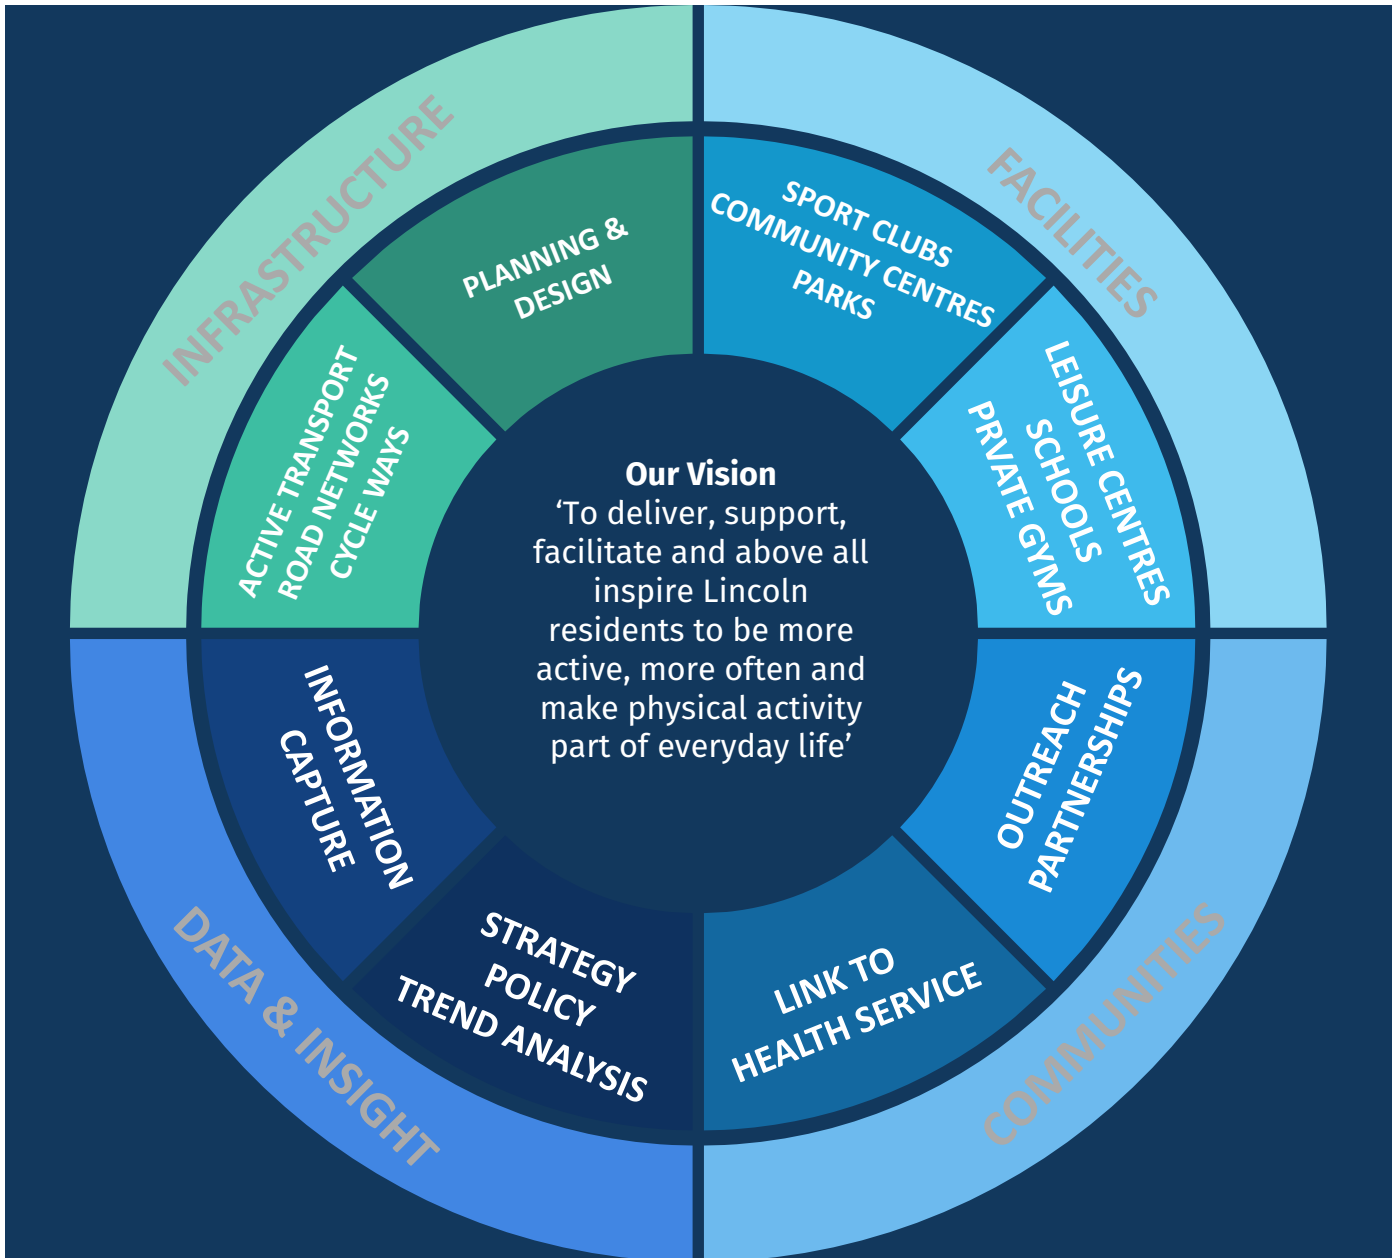 INFRASTRUCTURE
FACILITIES
PLANNING &
DESIGN
SPORT CLUBS
COMMUNITY CENTRES
PARKS
ACTIVE TRANSPORT
ROAD NETWORKS
CYCLE WAYS
LEISURE CENTRES
SCHOOLS
PRVATE GYMS
Our Vision
‘To deliver, support,
facilitate and above all
inspire Lincoln
residents to be more
active, more often and
make physical activity
part of everyday life’
INFORMATION
CAPTURE
OUTREACH
PARTNERSHIPS
STRATEGY
POLICY
TREND ANALYSIS
LINK TO
HEALTH SERVICE
DATA & INSIGHT
COMMUNITIES